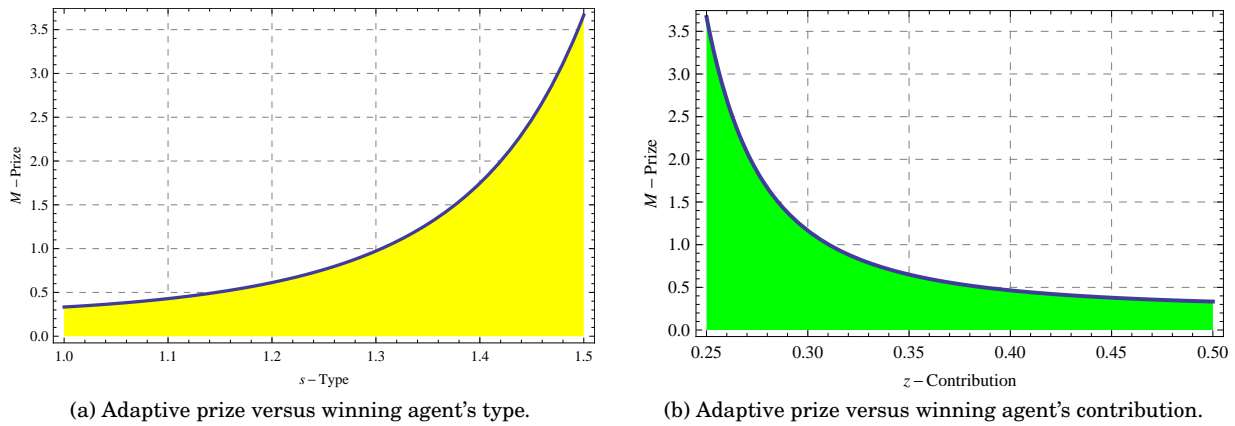 3.5
3.0
2.5
2.0
1.5
1.0
0.5
0.0
M – Prize
1.0 1.1 1.2 1.3 1.4 1.5
s – Type
(a) Adaptive prize versus winning agent's type.
3.5
3.0
2.5
2.0
1.5
1.0
0.5
0.0
M – Prize
0.25 0.30 0.35 0.40 0.45 0.50
z – Contribution
(b) Adaptive prize versus winning agent's contribution.